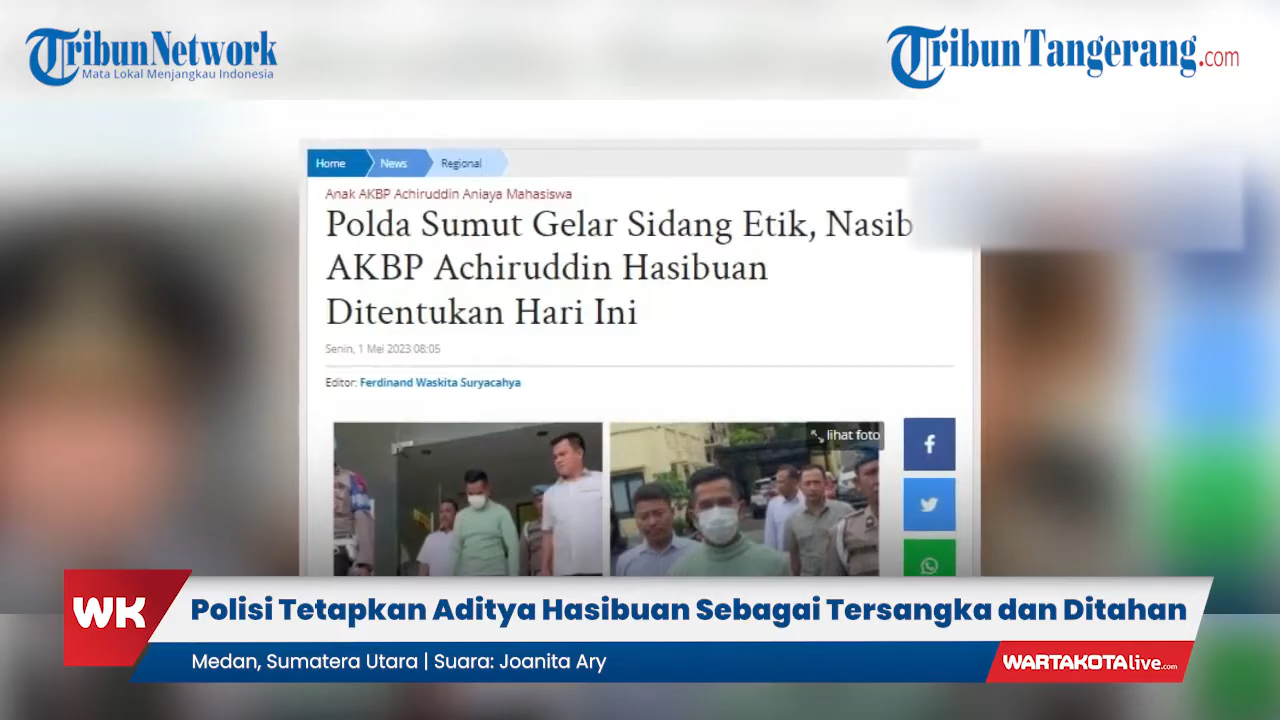 TribunNetwork
Mata Lokal Menjangkau Indonesia
TribunTangerang.com
Home News Regional
Anak AKBP Achiruddin Aniaya Mahasiswa
Polda Sumut Gelar Sidang Etik, Nasib
AKBP Achiruddin Hasibuan
Ditentukan Hari Ini
Senin, 1 Mei 2023 08:05
Editor: Ferdinand Waskita Suryacahya
lihat foto
WK
Polisi Tetapkan Aditya Hasibuan Sebagai Tersangka dan Ditahan
Medan, Sumatera Utara | Suara: Joanita Ary
WARTAKOTAlive.com